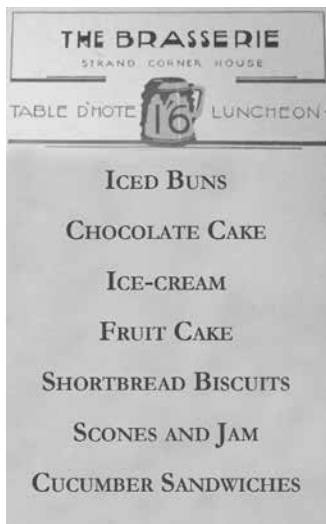 THE BRASSERIE
STRAND CORNER HOUSE
TABLE D'HOTE 1/6 LUNCHEON
ICED BUNS
CHOCOLATE CAKE
ICE-CREAM
FRUIT CAKE
SHORTBREAD BISCUITS
SCONES AND JAM
CUCUMBER SANDWICHES